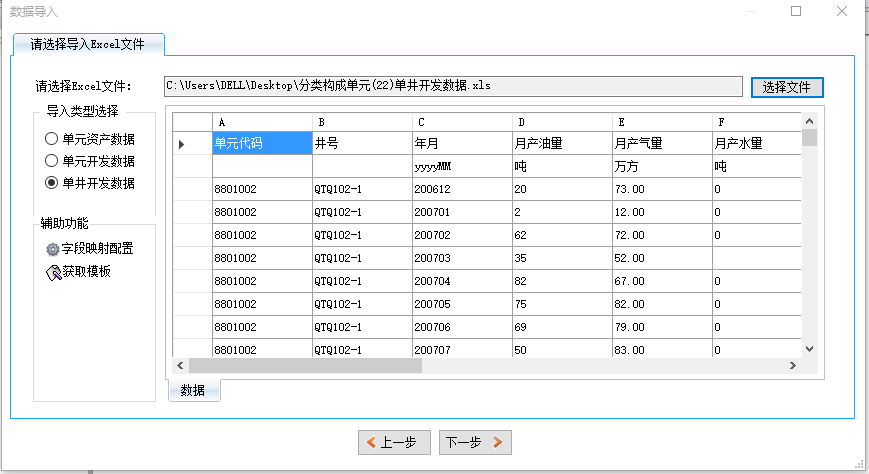 数据导入
请选择导入Excel文件
请选择Excel文件: C:\Users\DELL\Desktop\分类构成单元(22)单井开发数据.xls 选择文件
导入类型选择
单元资产数据
单元开发数据
单井开发数据
辅助功能
字段映射配置
获取模板
A B C D E F
单元代码 井号 年月 月产油量 月产气量 月产水量
yyyyMM 吨 万方 吨
8801002 QTQ102-1 200612 20 73.00 0
8801002 QTQ102-1 200701 2 12.00 0
8801002 QTQ102-1 200702 62 72.00 0
8801002 QTQ102-1 200703 35 52.00
8801002 QTQ102-1 200704 82 67.00 0
8801002 QTQ102-1 200705 75 82.00 0
8801002 QTQ102-1 200706 69 79.00 0
8801002 QTQ102-1 200707 50 83.00 0
数据
上一步 下一步